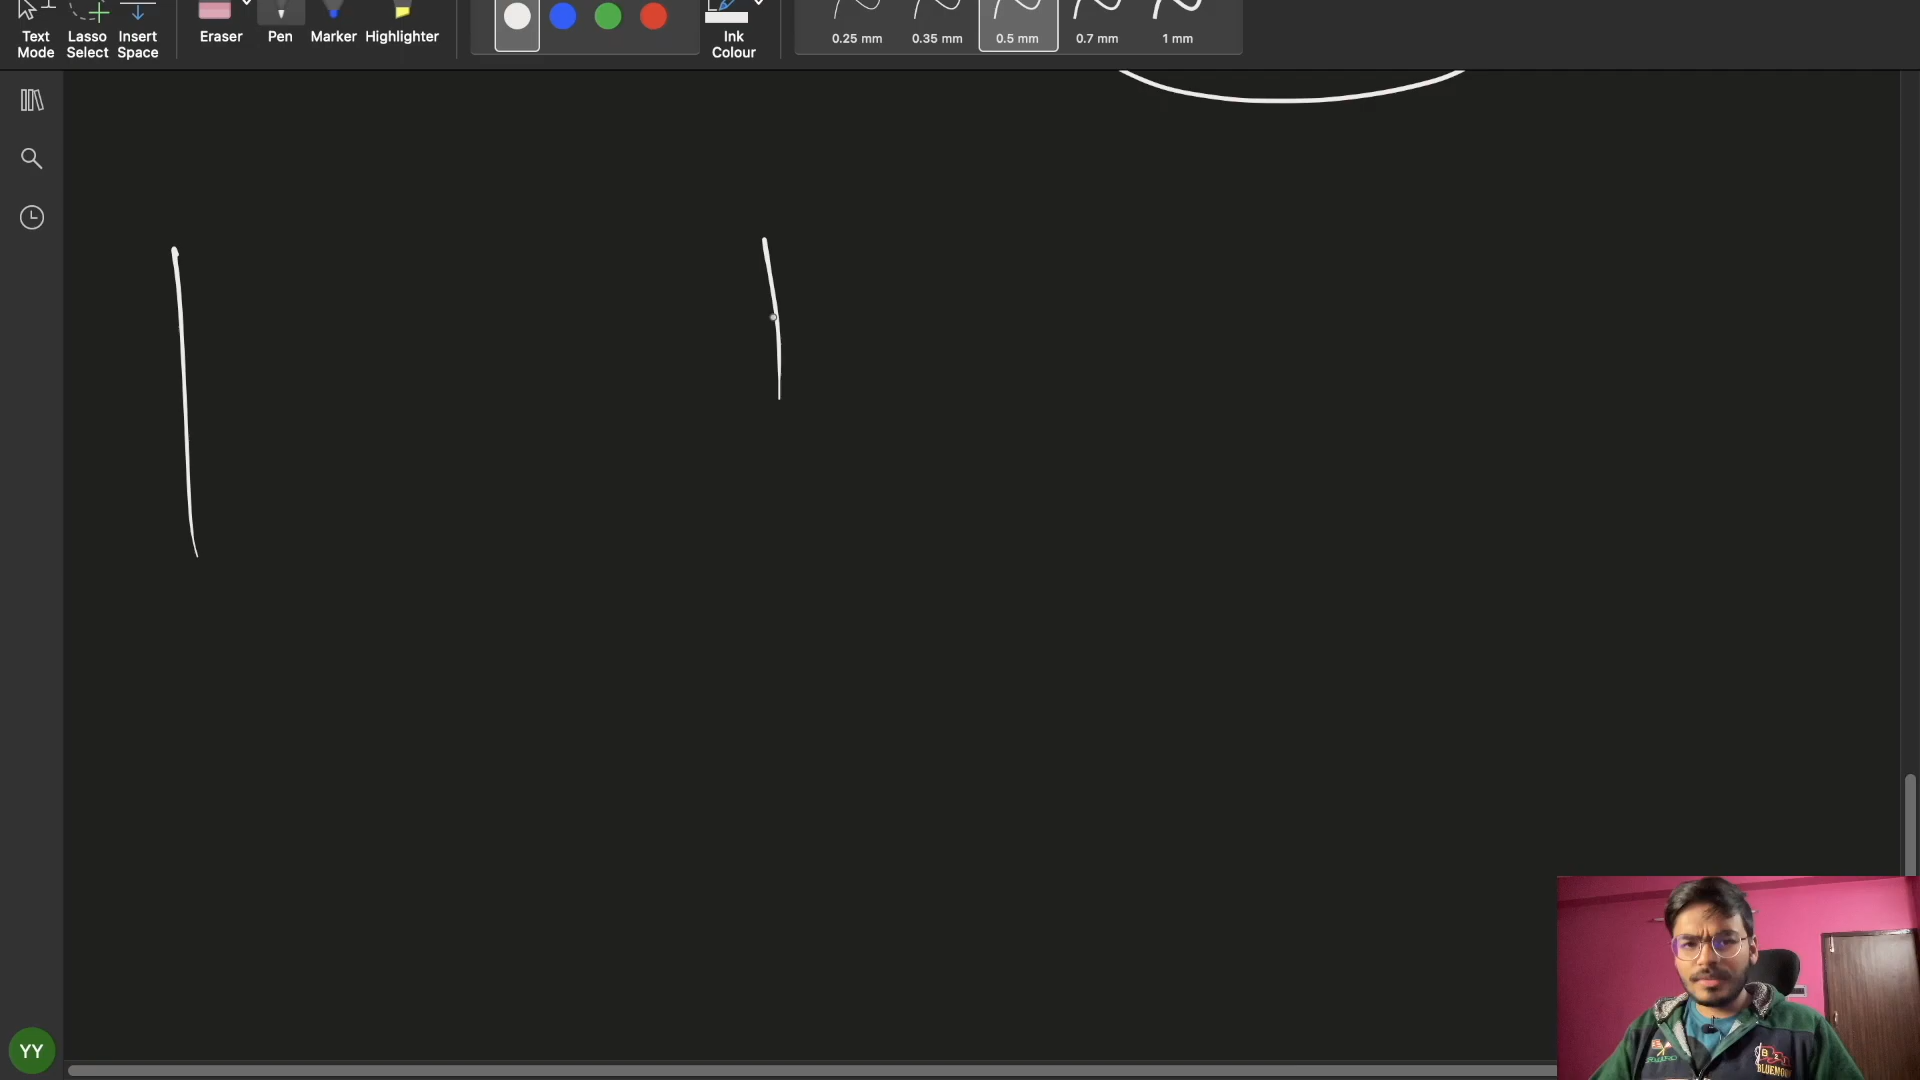 Text Mode
Lasso Select
Insert Space
Eraser
Pen
Marker
Highlighter
Ink Colour
0.25 mm
0.35 mm
0.5 mm
0.7 mm
1 mm
YY